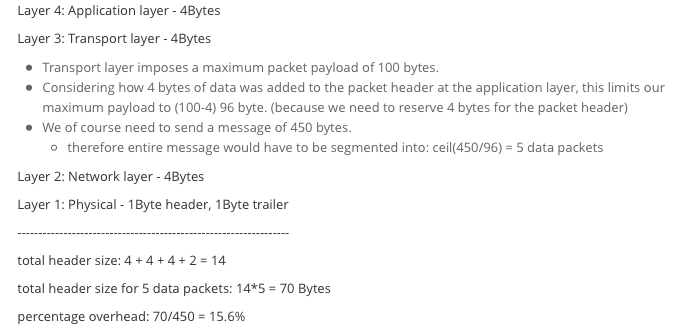 Layer 4: Application layer - 4Bytes
Layer 3: Transport layer - 4Bytes
● Transport layer imposes a maximum packet payload of 100 bytes.
● Considering how 4 bytes of data was added to the packet header at the application layer, this limits our
maximum payload to (100-4) 96 byte. (because we need to reserve 4 bytes for the packet header)
● We of course need to send a message of 450 bytes.
○ therefore entire message would have to be segmented into: ceil(450/96) = 5 data packets
Layer 2: Network layer - 4Bytes
Layer 1: Physical - 1Byte header, 1Byte trailer
-----------------------------------------------------------------
total header size: 4 + 4 + 4 + 2 = 14
total header size for 5 data packets: 14*5 = 70 Bytes
percentage overhead: 70/450 = 15.6%